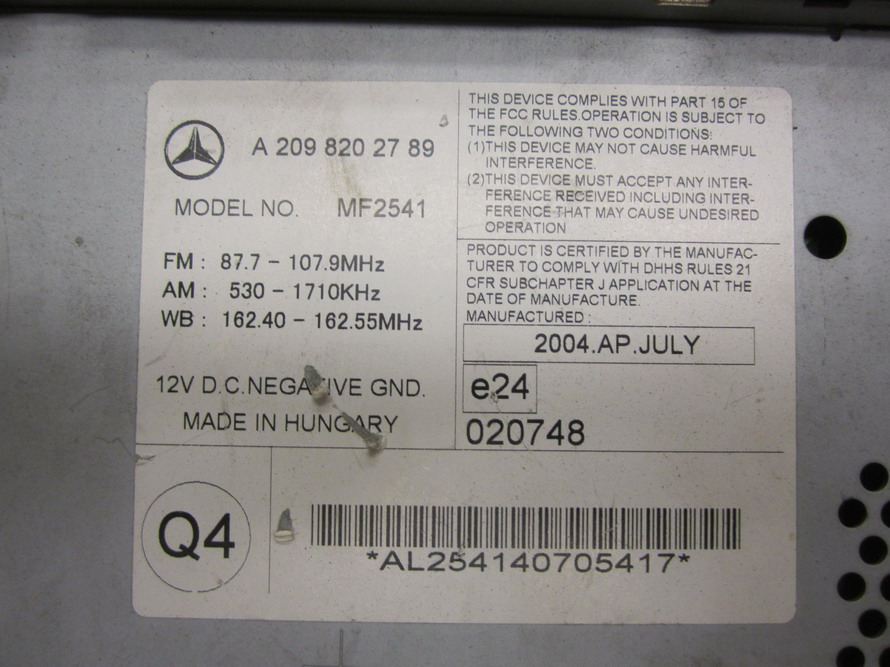 A 209 820 27 89
MODEL NO. MF2541
FM : 87.7 - 107.9MHz
AM : 530 - 1710KHz
WB : 162.40 - 162.55MHz
12V D.C.NEGATIVE GND.
MADE IN HUNGARY
THIS DEVICE COMPLIES WITH PART 15 OF
THE FCC RULES.OPERATION IS SUBJECT TO
THE FOLLOWING TWO CONDITIONS:
(1)THIS DEVICE MAY NOT CAUSE HARMFUL
INTERFERENCE.
(2)THIS DEVICE MUST ACCEPT ANY INTER-
FERENCE RECEIVED INCLUDING INTER-
FERENCE THAT MAY CAUSE UNDESIRED
OPERATION
PRODUCT IS CERTIFIED BY THE MANUFAC-
TURER TO COMPLY WITH DHHS RULES 21
CFR SUBCHAPTER J APPLICATION AT THE
DATE OF MANUFACTURE.
MANUFACTURED :
2004.AP.JULY
e24
020748
Q4
*AL254140705417*